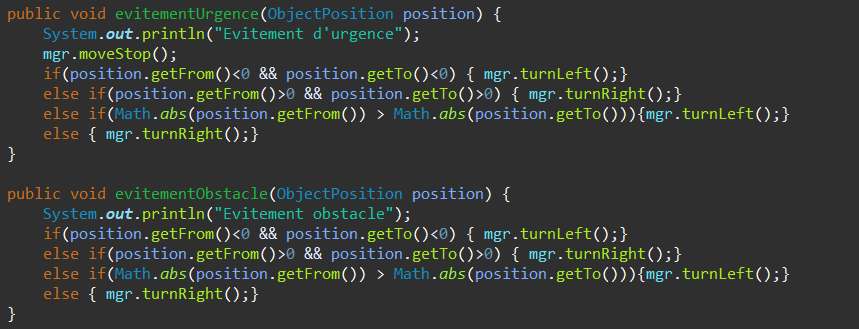 public void evitementUrgence(ObjectPosition position) {
    System.out.println("Evitement d'urgence");
    mgr.moveStop();
    if(position.getFrom()<0 && position.getTo()<0) { mgr.turnLeft();}
    else if(position.getFrom()>0 && position.getTo()>0) { mgr.turnRight();}
    else if(Math.abs(position.getFrom()) > Math.abs(position.getTo())){mgr.turnLeft();}
    else { mgr.turnRight();}
}

public void evitementObstacle(ObjectPosition position) {
    System.out.println("Evitement obstacle");
    if(position.getFrom()<0 && position.getTo()<0) { mgr.turnLeft();}
    else if(position.getFrom()>0 && position.getTo()>0) { mgr.turnRight();}
    else if(Math.abs(position.getFrom()) > Math.abs(position.getTo())){mgr.turnLeft();}
    else { mgr.turnRight();}
}